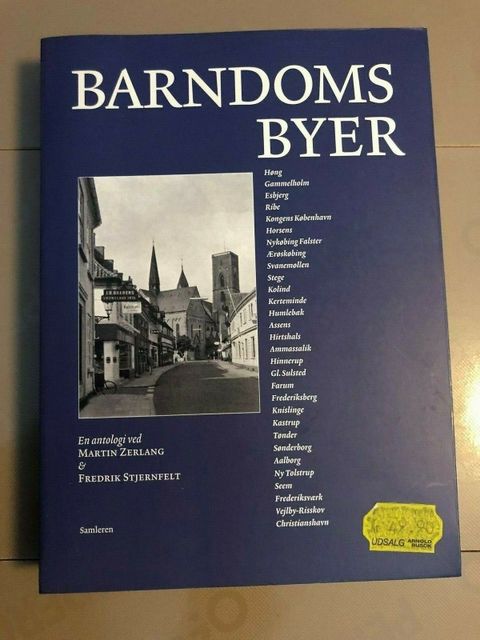 BARNDOMS
BYER
Høng
Gammelholm
Esbjerg
Ribe
Kongens København
Horsens
Nykøbing Falster
Ærøskøbing
Svanemøllen
Stege
Kolind
Kerteminde
Humlebæk
Assens
Hirtshals
Ammassalik
Hinnerup
Gl. Sulsted
Farum
Frederiksberg
Knislinge
Kastrup
Tønder
Sønderborg
Aalborg
Ny Tolstrup
Seem
Frederiksværk
Vejlby-Risskov
Christianshavn
En antologi ved
MARTIN ZERLANG
&
FREDRIK STJERNFELT
Samleren
UDSALG ARNOLD BUSCK